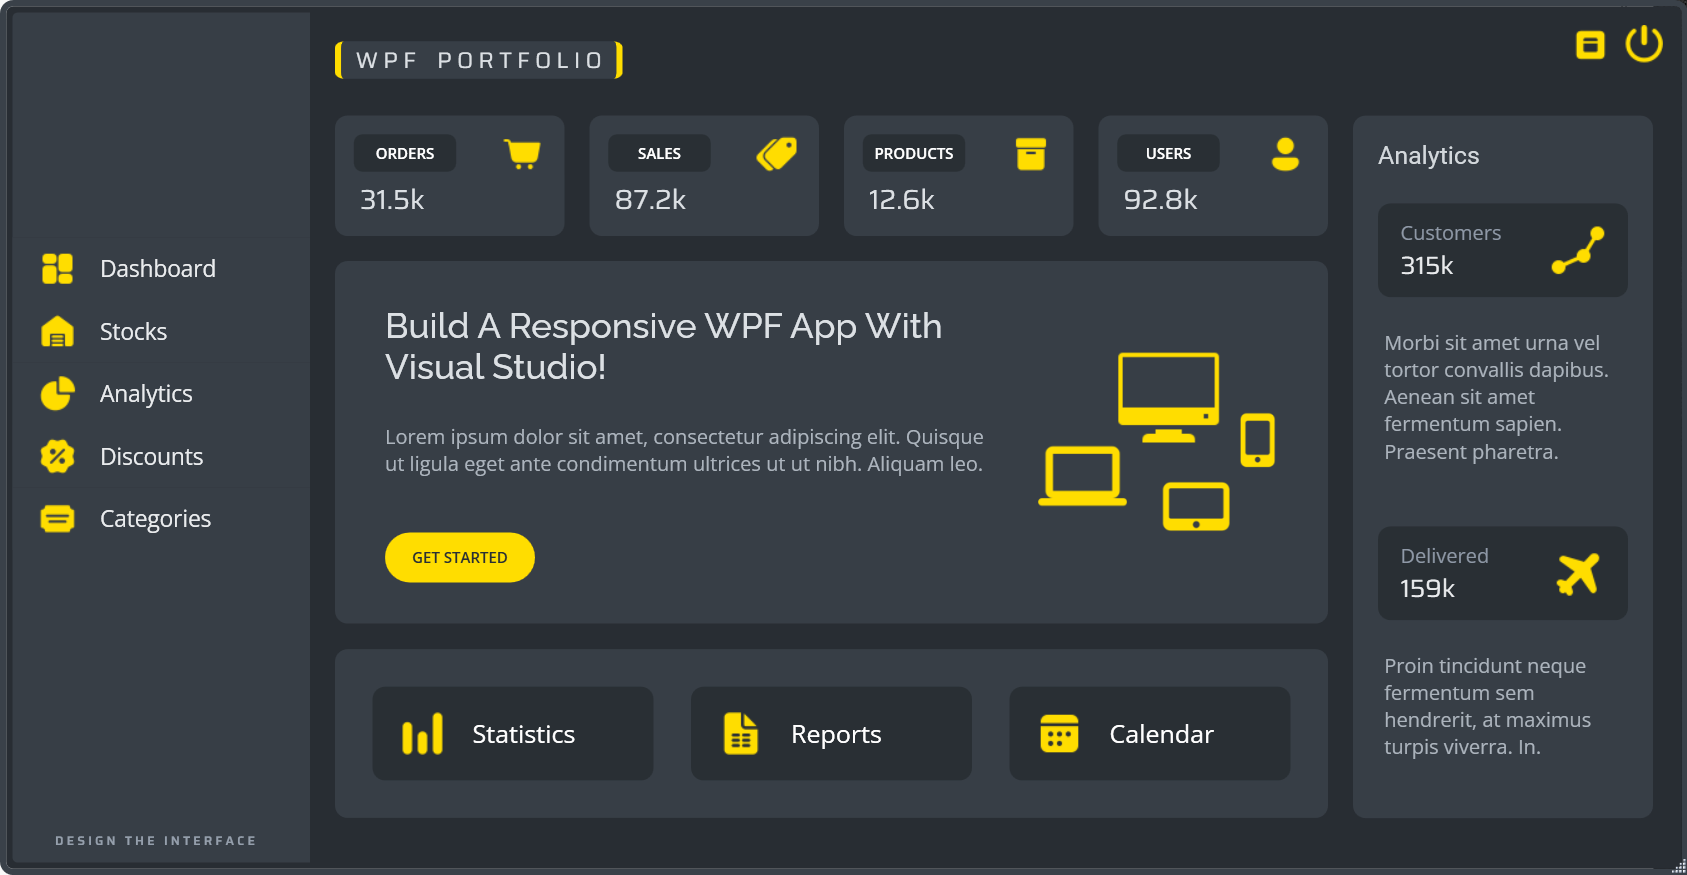 WPF PORTFOLIO
ORDERS
31.5k
SALES
87.2k
PRODUCTS
12.6k
USERS
92.8k
Dashboard
Stocks
Analytics
Discounts
Categories
DESIGN THE INTERFACE
Build A Responsive WPF App With
Visual Studio!
Lorem ipsum dolor sit amet, consectetur adipiscing elit. Quisque
ut ligula eget ante condimentum ultrices ut ut nibh. Aliquam leo.
GET STARTED
Statistics
Reports
Calendar
Analytics
Customers
315k
Morbi sit amet urna vel
tortor convallis dapibus.
Aenean sit amet
fermentum sapien.
Praesent pharetra.
Delivered
159k
Proin tincidunt neque
fermentum sem
hendrerit, at maximus
turpis viverra. In.